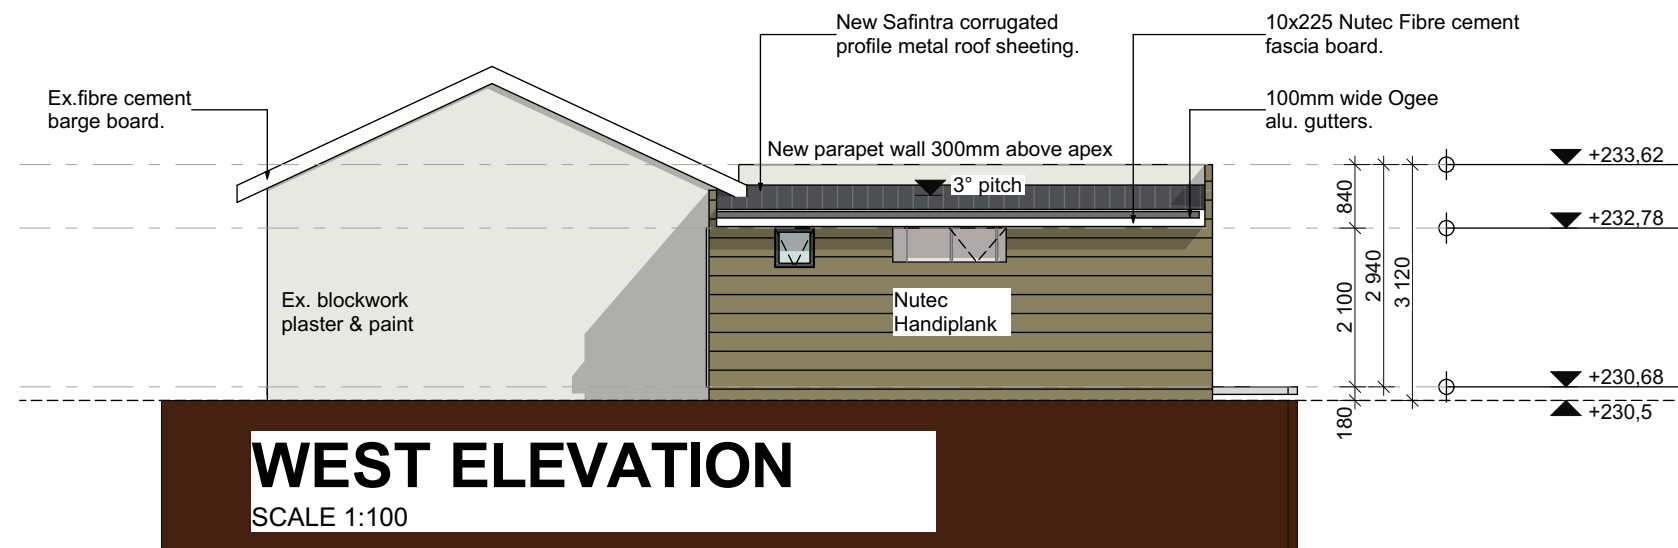 New Safintra corrugated
profile metal roof sheeting.
10x225 Nutec Fibre cement
fascia board.
Ex.fibre cement
barge board.
100mm wide Ogee
alu. gutters.
New parapet wall 300mm above apex
3° pitch
+233,62
840
+232,78
2 100
2 940
3 120
Ex. blockwork
plaster & paint
Nutec
Handiplank
+230,68
180
+230,5
WEST ELEVATION
SCALE 1:100